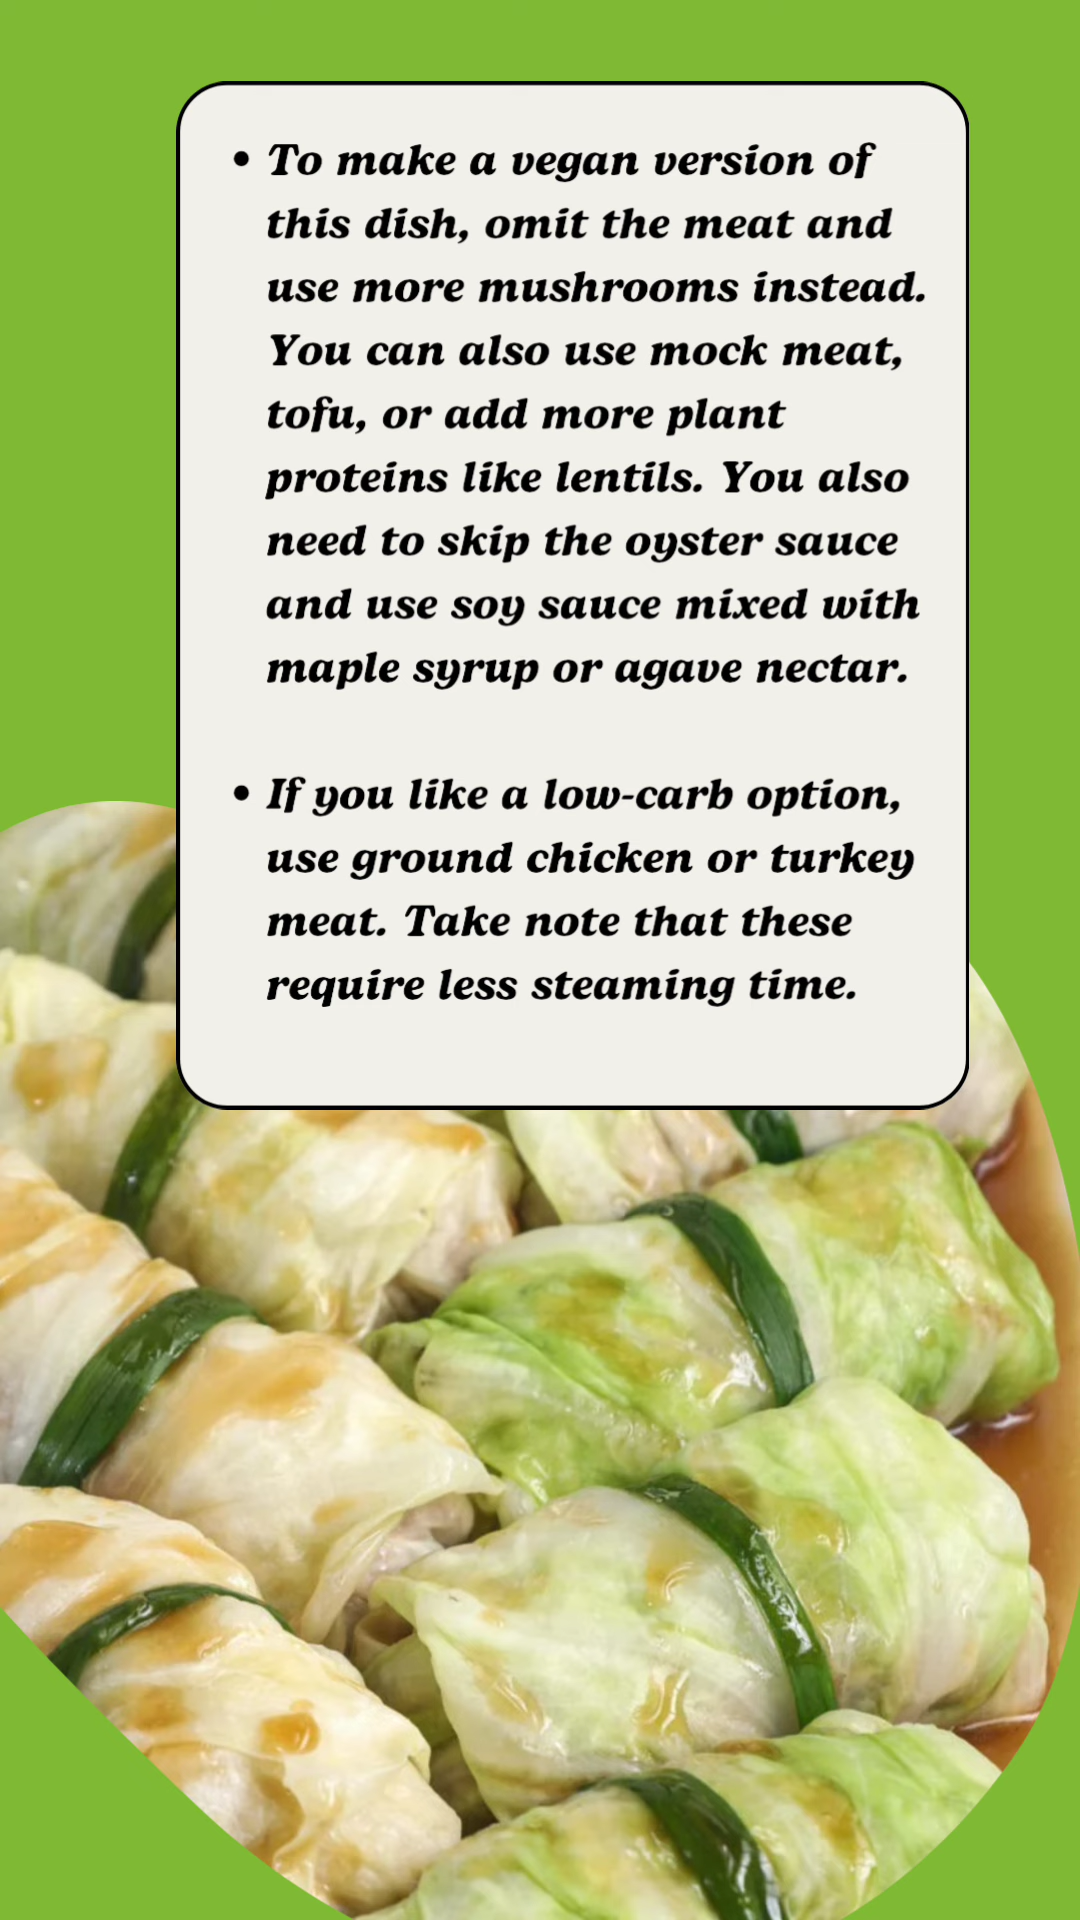 • To make a vegan version of
this dish, omit the meat and
use more mushrooms instead.
You can also use mock meat,
tofu, or add more plant
proteins like lentils. You also
need to skip the oyster sauce
and use soy sauce mixed with
maple syrup or agave nectar.
• If you like a low-carb option,
use ground chicken or turkey
meat. Take note that these
require less steaming time.